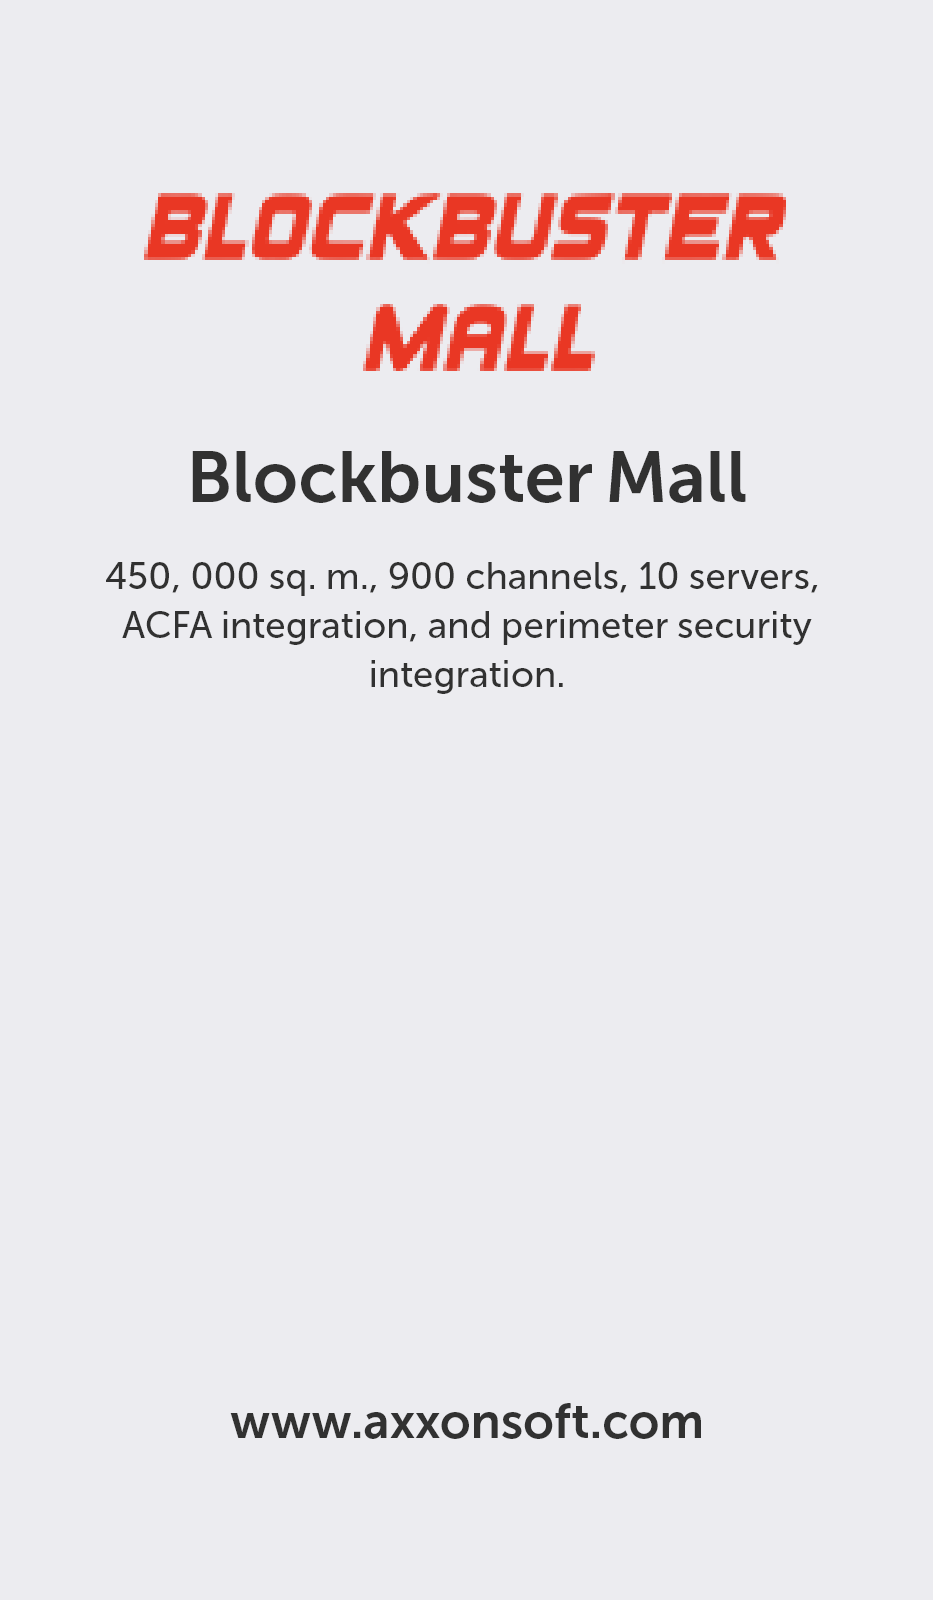 BLOCKBUSTER
MALL
Blockbuster Mall
450, 000 sq. m., 900 channels, 10 servers,
ACFA integration, and perimeter security
integration.
www.axxonsoft.com